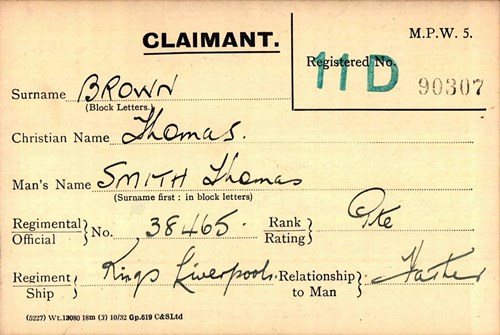 CLAIMANT.
M.P.W. 5.
Registered No.
11 D 90307
Surname BROWN
(Block Letters.)
Christian Name Thomas.
Man's Name SMITH Thomas
(Surname first : in block letters)
Regimental } No. 38465. Rank } Pte
Official Rating
Regiment } Kings Liverpools. Relationship } Father
Ship to Man
(5227) Wt.13080 18m (7) 10/32 Gp.619 C&SLtd